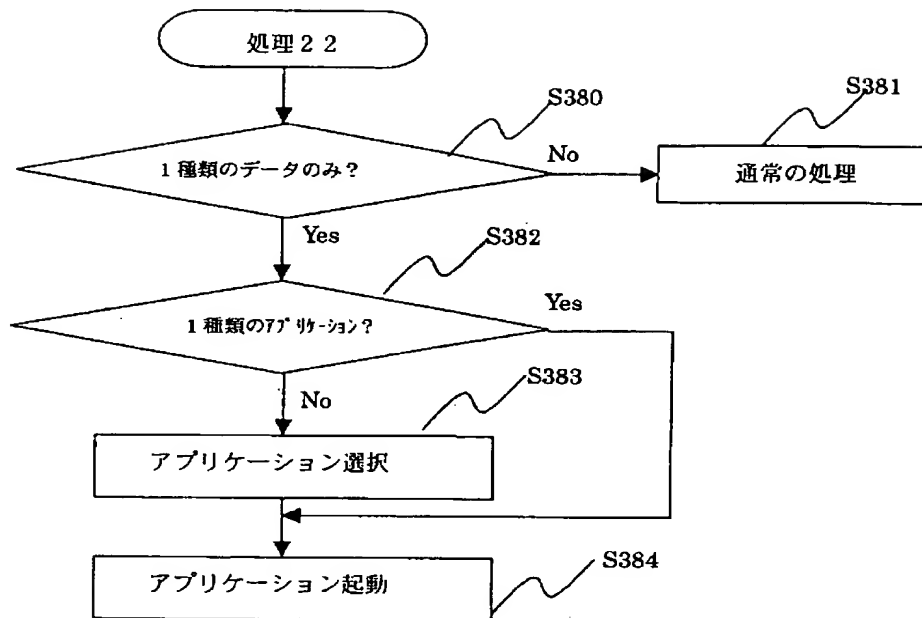 処理２２
S380
S381
１種類のデータのみ？
No
通常の処理
Yes
S382
１種類のｱﾌﾟﾘｹｰｼｮﾝ？
Yes
S383
No
アプリケーション選択
S384
アプリケーション起動